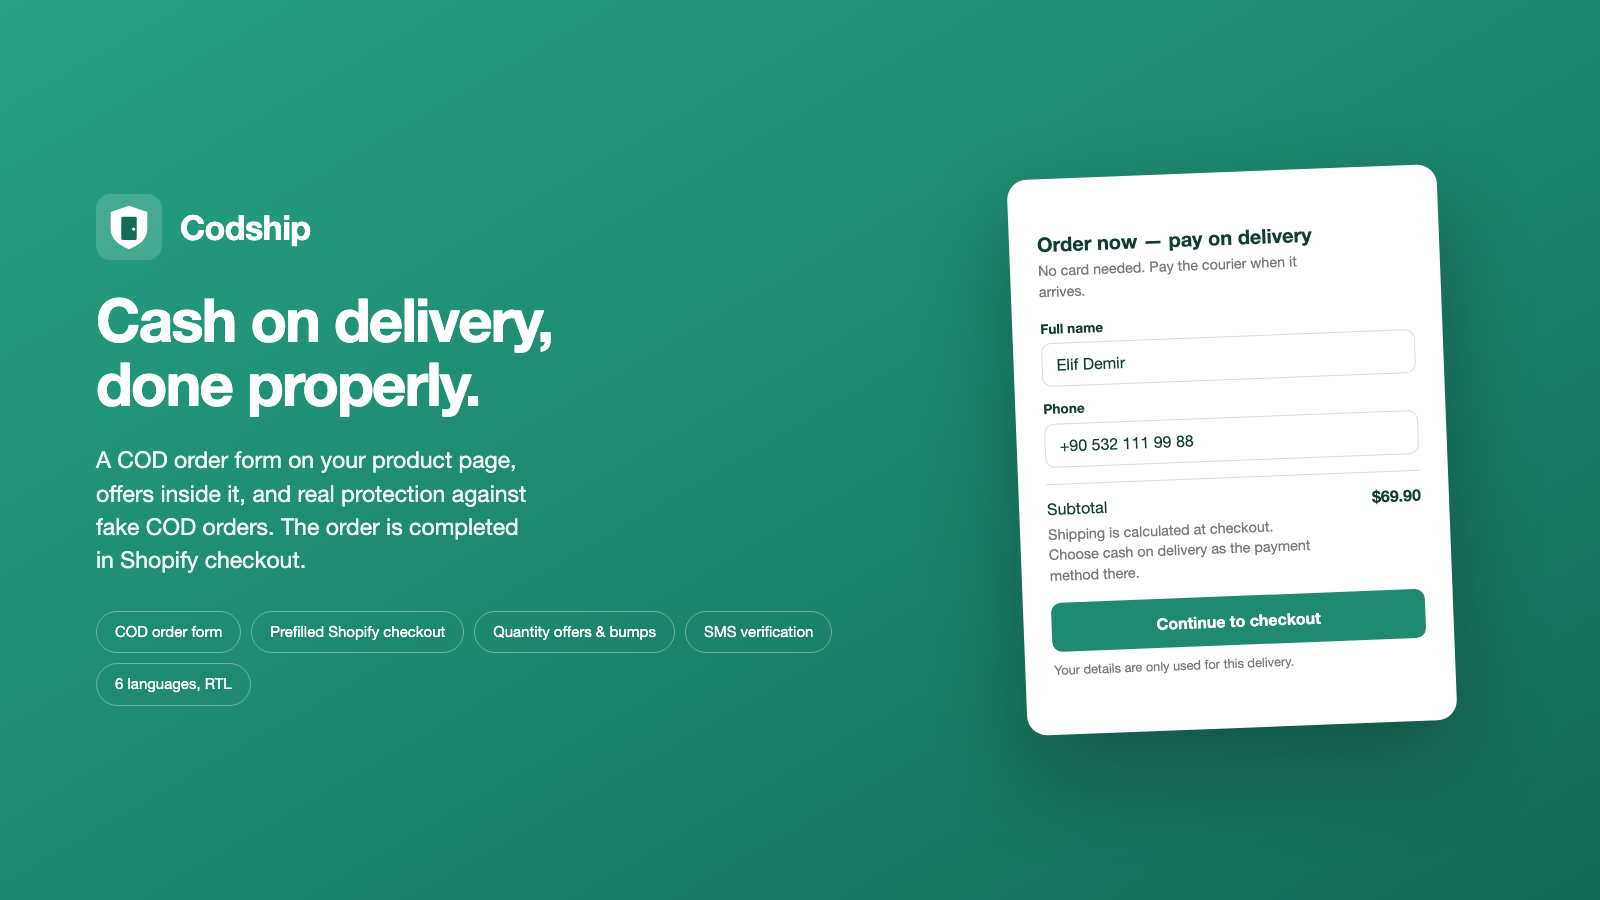 Codship
Cash on delivery,
done properly.
A COD order form on your product page,
offers inside it, and real protection against
fake COD orders. The order is completed
in Shopify checkout.
COD order form
Prefilled Shopify checkout
Quantity offers & bumps
SMS verification
6 languages, RTL
Order now — pay on delivery
No card needed. Pay the courier when it
arrives.
Full name
Elif Demir
Phone
+90 532 111 99 88
Subtotal
$69.90
Shipping is calculated at checkout.
Choose cash on delivery as the payment
method there.
Continue to checkout
Your details are only used for this delivery.